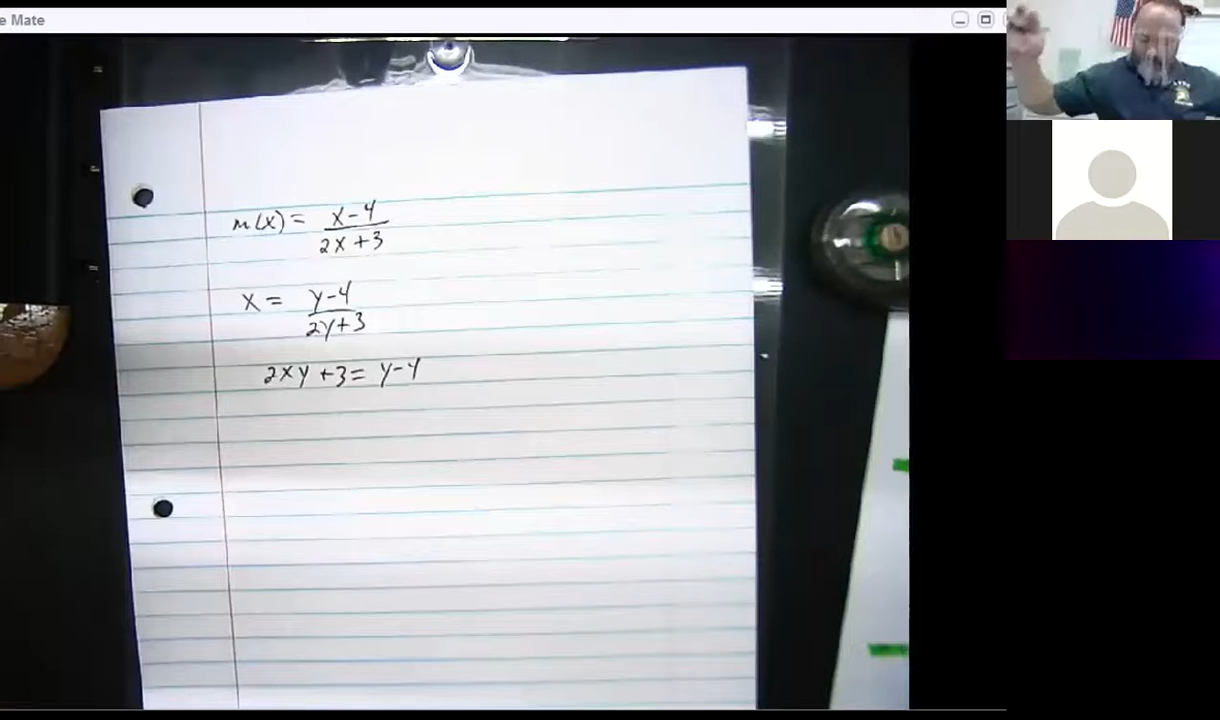 e Mate
m(x) = x-4 / 2x+3
x = y-4 / 2y+3
2xy +3 = y-4